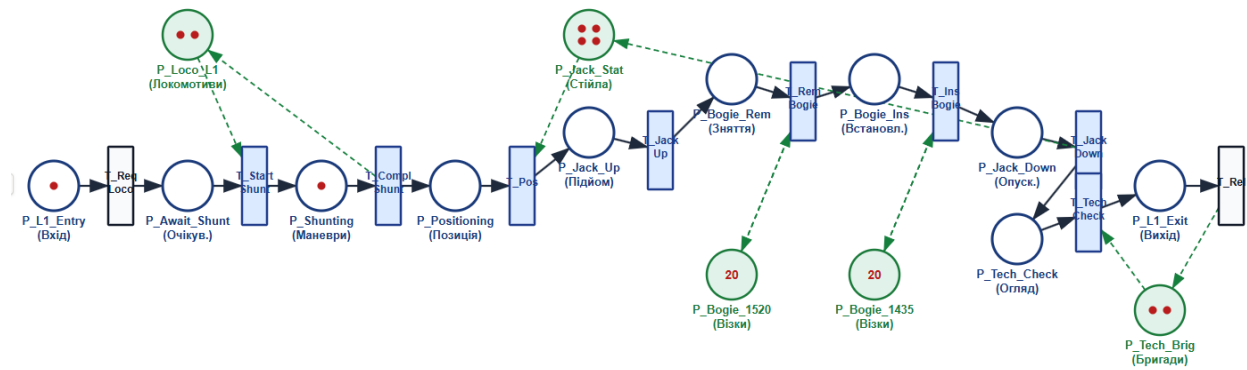 P_Loco_L1
(Локомотиви)
P_Jack_Stat
(Стійла)
P_Bogie_Rem
(Зняття)
T_Rem
Bogie
P_Bogie_Ins
(Встановл.)
T_Ins
Bogie
P_L1_Entry
(Вхід)
T_Req
Loco
P_Await_Shunt
(Очікув.)
T_Start
Shunt
P_Shunting
(Маневри)
T_Compl
Shunt
P_Positioning
(Позиція)
T_Pos
P_Jack_Up
(Підйом)
T_Jack
Up
P_Jack_Down
(Опуск.)
T_Jack
Down
T_Tech
Check
P_L1_Exit
(Вихід)
T_Rel
P_Tech_Check
(Огляд)
20
P_Bogie_1520
(Візки)
20
P_Bogie_1435
(Візки)
P_Tech_Brig
(Бригади)